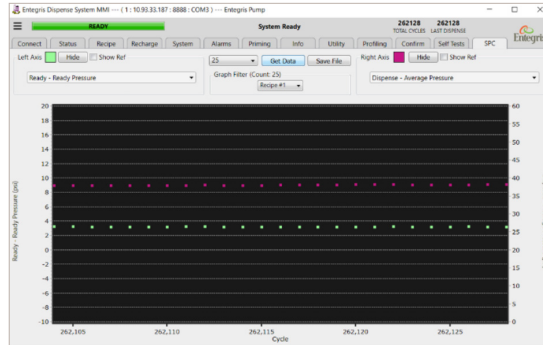 Entegris Dispense System MMI --- ( 1 : 10.93.33.187 : 8888 : COM3 ) --- Entegris Pump
READY
System Ready
262128 262128
TOTAL CYCLES LAST DISPENSE
Entegris
Connect Status Recipe Recharge System Alarms Priming Info Utility Profiling Confirm Self Tests SPC
Left Axis Hide Show Ref 25 Get Data Save File Right Axis Hide Show Ref
Graph Filter (Count: 25)
Ready - Ready Pressure Recipe #1 Dispense - Average Pressure
Ready - Ready Pressure (psi)
20
18
16
14
12
10
8
6
4
2
0
-2
-4
-6
-8
-10
60
55
50
45
40
35
30
25
20
15
10
5
0
262,105 262,110 262,115 262,120 262,125
Cycle